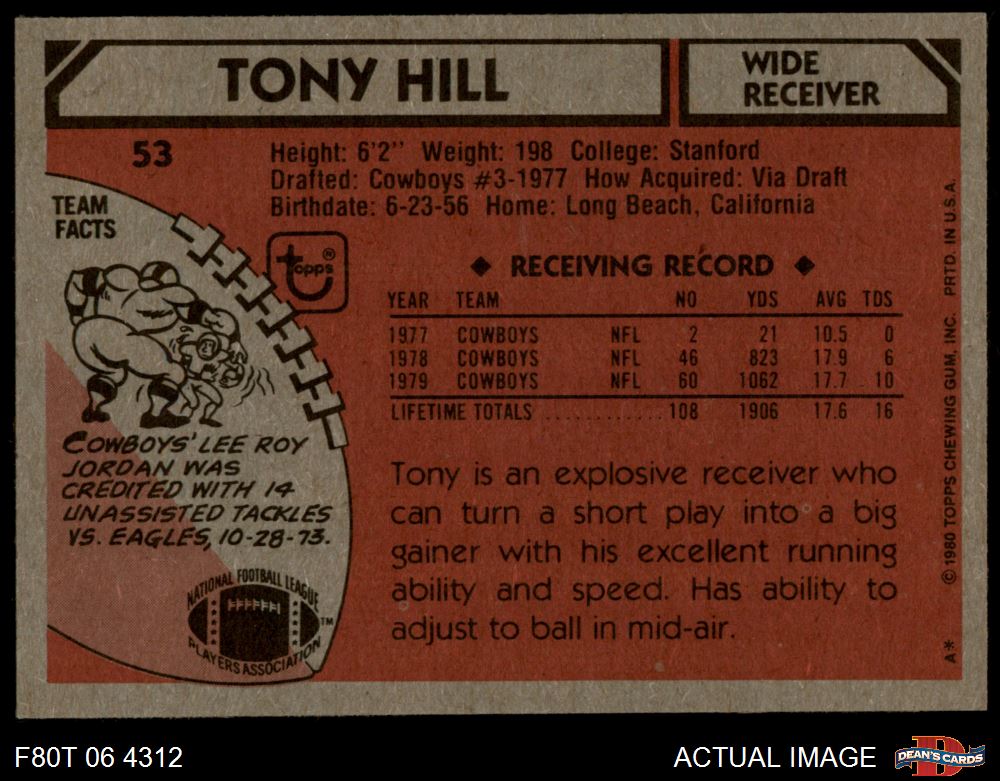 TONY HILL
WIDE
RECEIVER
53
Height: 6'2" Weight: 198 College: Stanford
Drafted: Cowboys #3-1977 How Acquired: Via Draft
Birthdate: 6-23-56 Home: Long Beach, California
TEAM
FACTS
topps®
◆ RECEIVING RECORD ◆
YEAR TEAM NO YDS AVG TDS
1977 COWBOYS NFL 2 21 10.5 0
1978 COWBOYS NFL 46 823 17.9 6
1979 COWBOYS NFL 60 1062 17.7 10
LIFETIME TOTALS ............ 108 1906 17.6 16
COWBOYS' LEE ROY
JORDAN WAS
CREDITED WITH 14
UNASSISTED TACKLES
VS. EAGLES, 10-28-73.
Tony is an explosive receiver who
can turn a short play into a big
gainer with his excellent running
ability and speed. Has ability to
adjust to ball in mid-air.
NATIONAL FOOTBALL LEAGUE
PLAYERS ASSOCIATION
TM
A* © 1980 TOPPS CHEWING GUM, INC. PRTD. IN U.S.A.
F80T 06 4312
ACTUAL IMAGE
D
DEAN'S CARDS